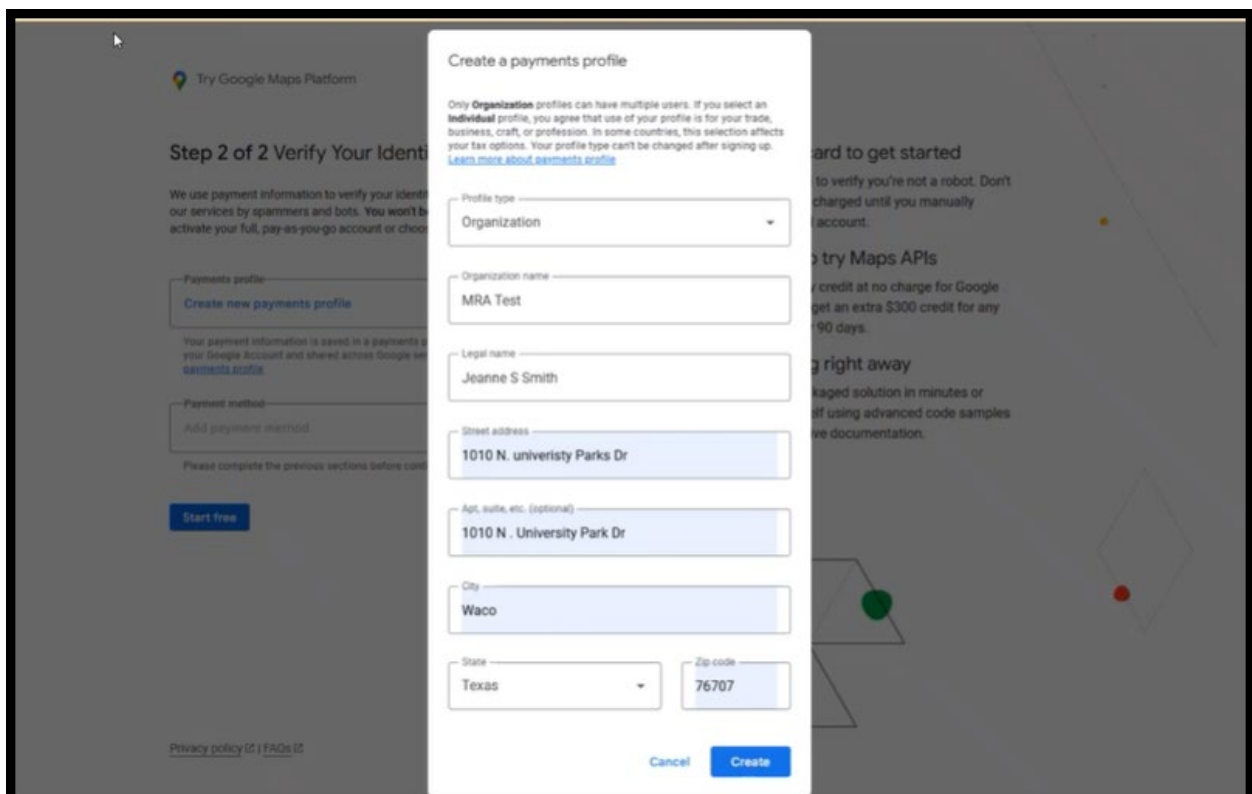 Try Google Maps Platform
Step 2 of 2 Verify Your Identi
We use payment information to verify your identit
our services by spammers and bots. You won't b
activate your full, pay-as-you-go account or choo
Payments profile
Create new payments profile
Your payment information is saved in a payments p
your Google Account and shared across Google se
payments profile
Payment method
Add payment method
Please complete the previous sections before cont
Start free
Privacy policy | FAQs
Create a payments profile
Only Organization profiles can have multiple users. If you select an
Individual profile, you agree that use of your profile is for your trade,
business, craft, or profession. In some countries, this selection affects
your tax options. Your profile type can't be changed after signing up.
Learn more about payments profile
Profile type
Organization
Organization name
MRA Test
Legal name
Jeanne S Smith
Street address
1010 N. univeristy Parks Dr
Apt, suite, etc. (optional)
1010 N . University Park Dr
City
Waco
State
Texas
Zip code
76707
Cancel
Create
ard to get started
to verify you're not a robot. Don't
charged until you manually
account.
try Maps APIs
credit at no charge for Google
get an extra $300 credit for any
90 days.
right away
kaged solution in minutes or
elf using advanced code samples
ve documentation.